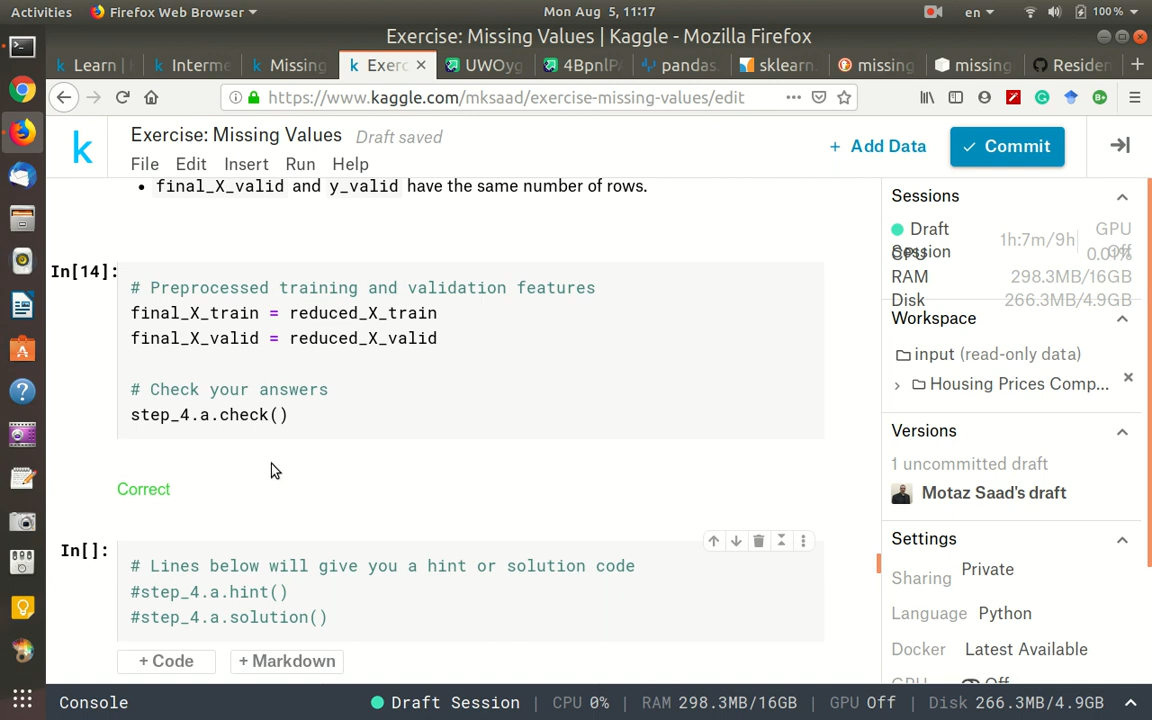 Activities Firefox Web Browser Mon Aug 5, 11:17 en 100%
Exercise: Missing Values | Kaggle - Mozilla Firefox
Learn | Interme Missing Exerc UWOyg 4BpnlP pandas. sklearn. missing missing Resider
https://www.kaggle.com/mksaad/exercise-missing-values/edit
Exercise: Missing Values Draft saved
File Edit Insert Run Help
+ Add Data
Commit
final_X_valid and y_valid have the same number of rows.
In[14]:
# Preprocessed training and validation features
final_X_train = reduced_X_train
final_X_valid = reduced_X_valid
# Check your answers
step_4.a.check()
Correct
In[]:
# Lines below will give you a hint or solution code
#step_4.a.hint()
#step_4.a.solution()
+ Code + Markdown
Sessions
Draft Session 1h:7m/9h
GPU Off
CPU 0.01%
RAM 298.3MB/16GB
Disk 266.3MB/4.9GB
Workspace
input (read-only data)
Housing Prices Comp...
Versions
1 uncommitted draft
Motaz Saad's draft
Settings
Sharing Private
Language Python
Docker Latest Available
GPU Off
Console Draft Session | CPU 0% | RAM 298.3MB/16GB | GPU Off | Disk 266.3MB/4.9GB